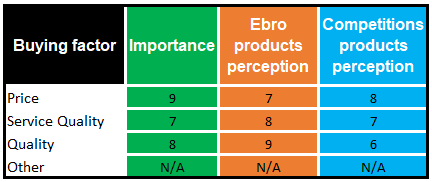 Buying factor Importance Ebro products perception Competitions products perception
Price 9 7 8
Service Quality 7 8 7
Quality 8 9 6
Other N/A N/A N/A